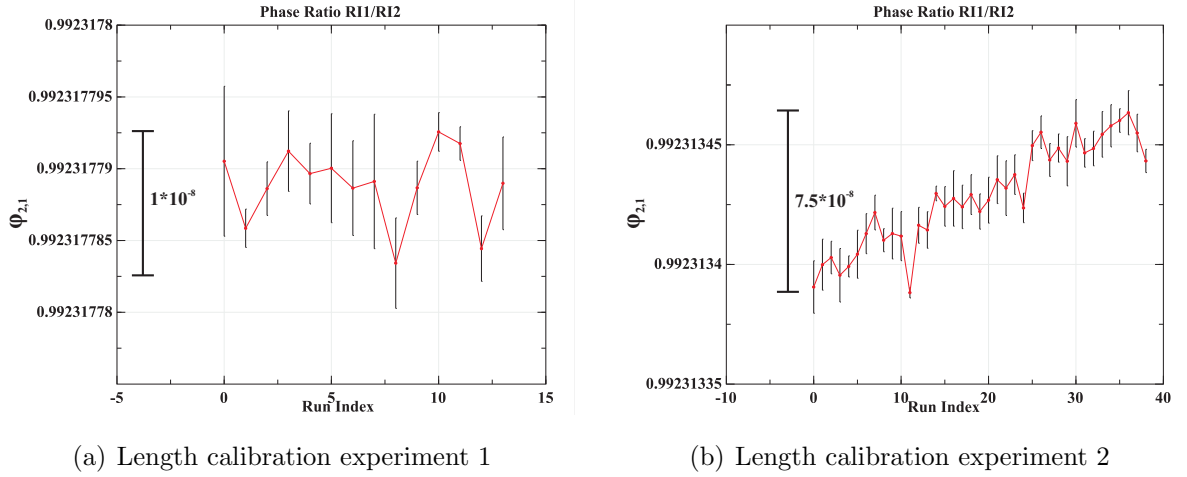 Phase Ratio RI1/RI2
0.9923178
0.992317795
0.99231779
0.992317785
0.99231778
φ2,1
1*10-8
-5
0
5
10
15
Run Index
(a) Length calibration experiment 1
Phase Ratio RI1/RI2
0.99231345
0.9923134
0.99231335
φ2,1
7.5*10-8
-10
0
10
20
30
40
Run Index
(b) Length calibration experiment 2